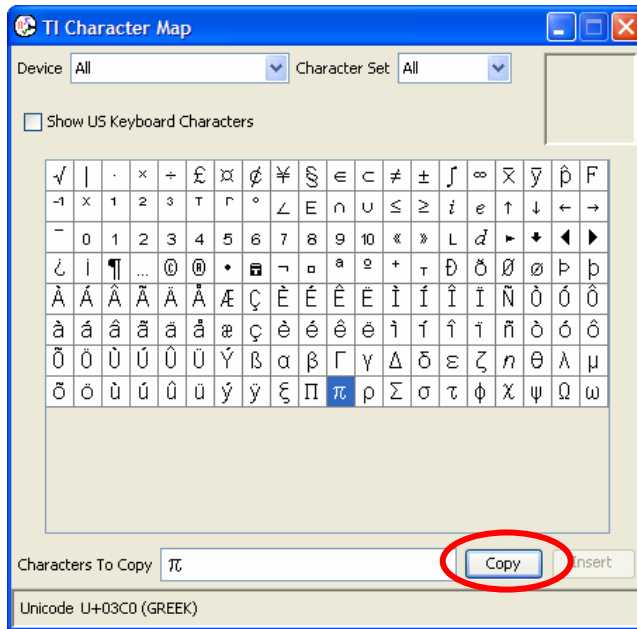 TI Character Map
Device All Character Set All
Show US Keyboard Characters
√ | · × ÷ £ ¤ ¢ ¥ § ∈ ⊂ ≠ ± ∫ ∞ x̅ y̅ p̂ F
⁻¹ ˣ ¹ ² ³ ᵀ ʳ ° ∠ E ∩ ∪ ≤ ≥ i e ↑ ↓ ← →
¯ 0 1 2 3 4 5 6 7 8 9 10 « » L d ► ◀ ▶
¿ ¡ ¶ … © ® • ¬ ª º ⁺ ᴛ Ð ð Ø ø Þ þ
À Á Â Ã Ä Å Æ Ç È É Ê Ë Ì Í Î Ï Ñ Ò Ó Ô
à á â ã ä å æ ç è é ê ë ì í î ï ñ ò ó ô
Õ Ö Ù Ú Û Ü Ý ß α β Γ γ Δ δ ε ζ n θ λ μ
õ ö ù ú û ü ý ÿ ξ Π π ρ Σ σ τ ϕ χ ψ Ω ω
Characters To Copy π Copy Insert
Unicode U+03C0 (GREEK)